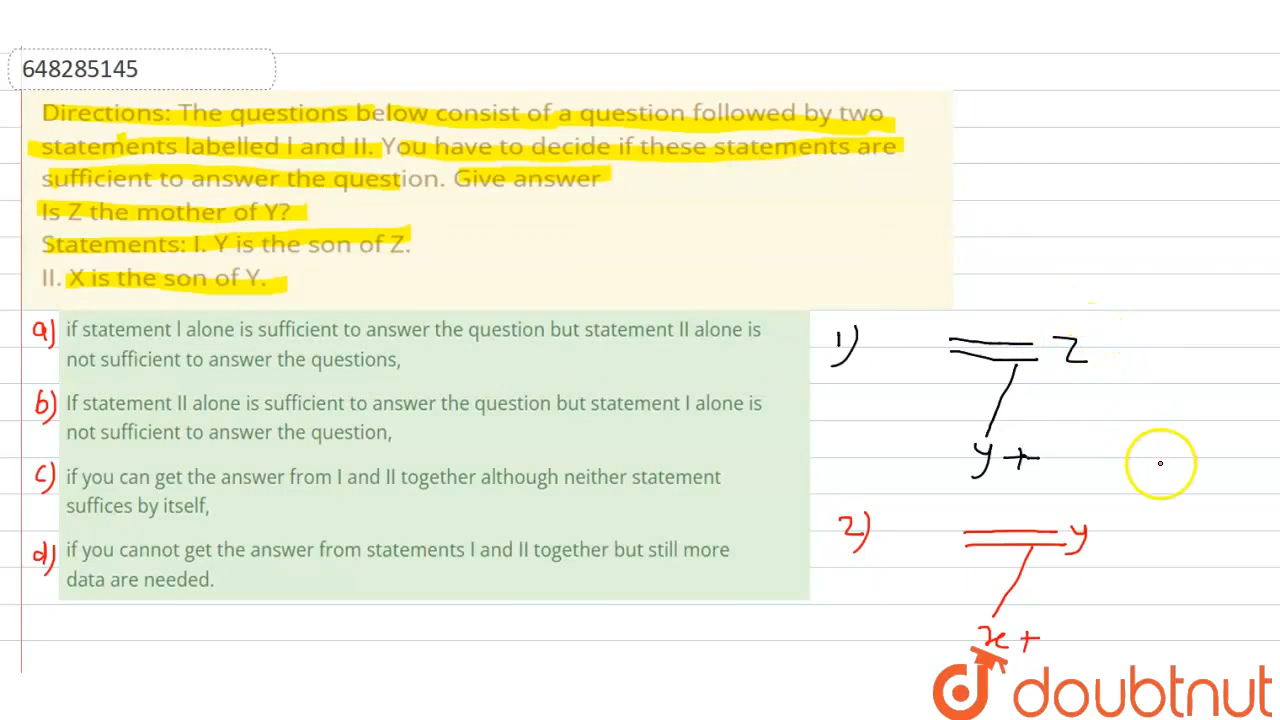 648285145
Directions: The questions below consist of a question followed by two
statements labelled l and II. You have to decide if these statements are
sufficient to answer the question. Give answer
Is Z the mother of Y?
Statements: I. Y is the son of Z.
II. X is the son of Y.
a) if statement l alone is sufficient to answer the question but statement II alone is
not sufficient to answer the questions,
b) If statement II alone is sufficient to answer the question but statement I alone is
not sufficient to answer the question,
c) if you can get the answer from I and II together although neither statement
suffices by itself,
d) if you cannot get the answer from statements l and II together but still more
data are needed.
1) Z
y +
2) y
x +
doubtnut